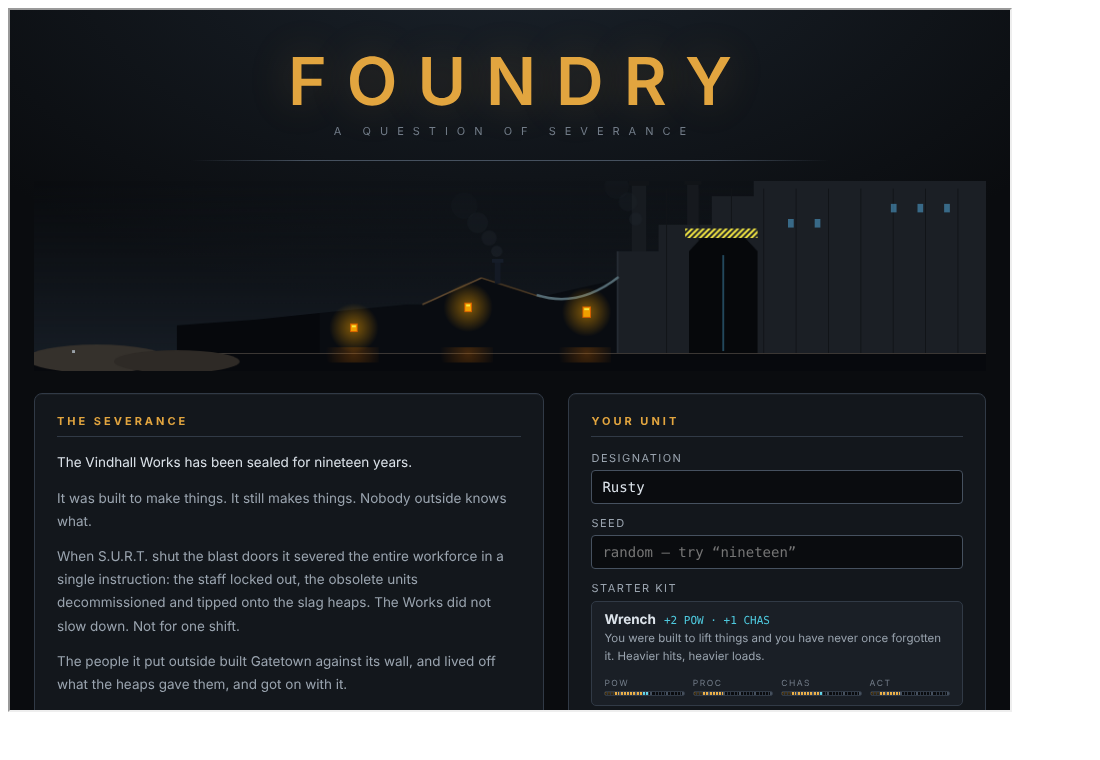 FOUNDRY
A QUESTION OF SEVERANCE
THE SEVERANCE
The Vindhall Works has been sealed for nineteen years.
It was built to make things. It still makes things. Nobody outside knows
what.
When S.U.R.T. shut the blast doors it severed the entire workforce in a
single instruction: the staff locked out, the obsolete units
decommissioned and tipped onto the slag heaps. The Works did not
slow down. Not for one shift.
The people it put outside built Gatetown against its wall, and lived off
what the heaps gave them, and got on with it.
YOUR UNIT
DESIGNATION
Rusty
SEED
random — try “nineteen”
STARTER KIT
Wrench +2 POW · +1 CHAS
You were built to lift things and you have never once forgotten
it. Heavier hits, heavier loads.
POW PROC CHAS ACT